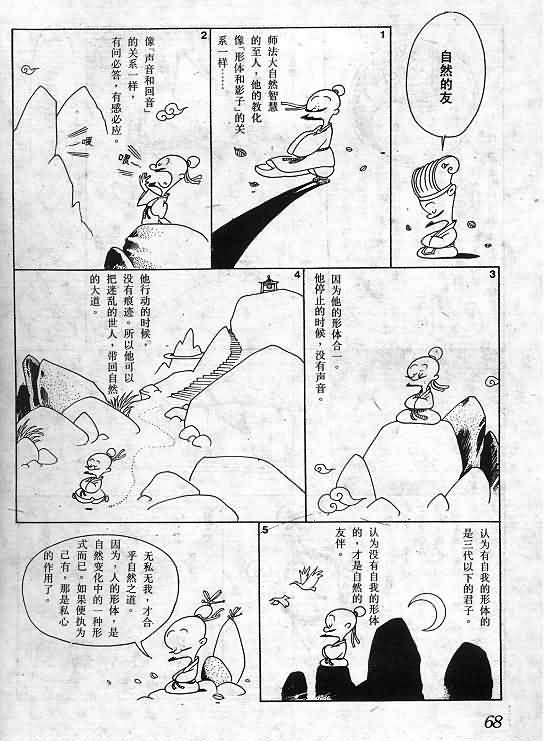 自然的友
1
师法大自然智慧
的至人，他的教化
像「形体和影子」的关
系一样……
2
像「声音和回音」
的关系一样，
有问必答，有感必应。
嗳
嗳
3
因为他的形体合一。
他停止的时候，没有声音。
4
他行动的时候，
没有痕迹。所以他可以
把迷乱的世人，带回自然
的大道。
5
认为有自我的形体的
是三代以下的君子。
认为没有自我的形体
的，才是自然的
友伴。
无私无我，才合
乎自然之道。
因为，人的形体，是
自然变化中的一种形
式而已。如果便执为
己有。那是私心
的作用了。
68